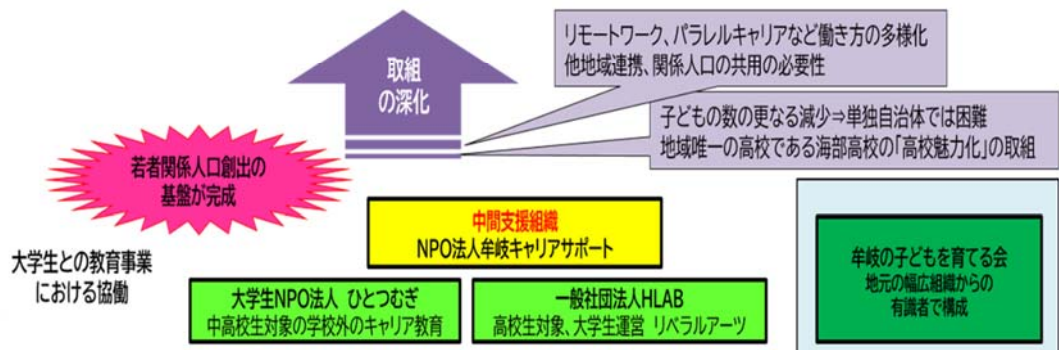 リモートワーク、パラレルキャリアなど働き方の多様化
他地域連携、関係人口の共用の必要性
取組
の深化
子どもの数の更なる減少⇒単独自治体では困難
地域唯一の高校である海部高校の「高校魅力化」の取組
若者関係人口創出の
基盤が完成
中間支援組織
NPO法人牟岐キャリアサポート
大学生との教育事業
における協働
大学生NPO法人 ひとつむぎ
中高校生対象の学校外のキャリア教育
一般社団法人HLAB
高校生対象、大学生運営 リベラルアーツ
牟岐の子どもを育てる会
地元の幅広組織からの
有識者で構成